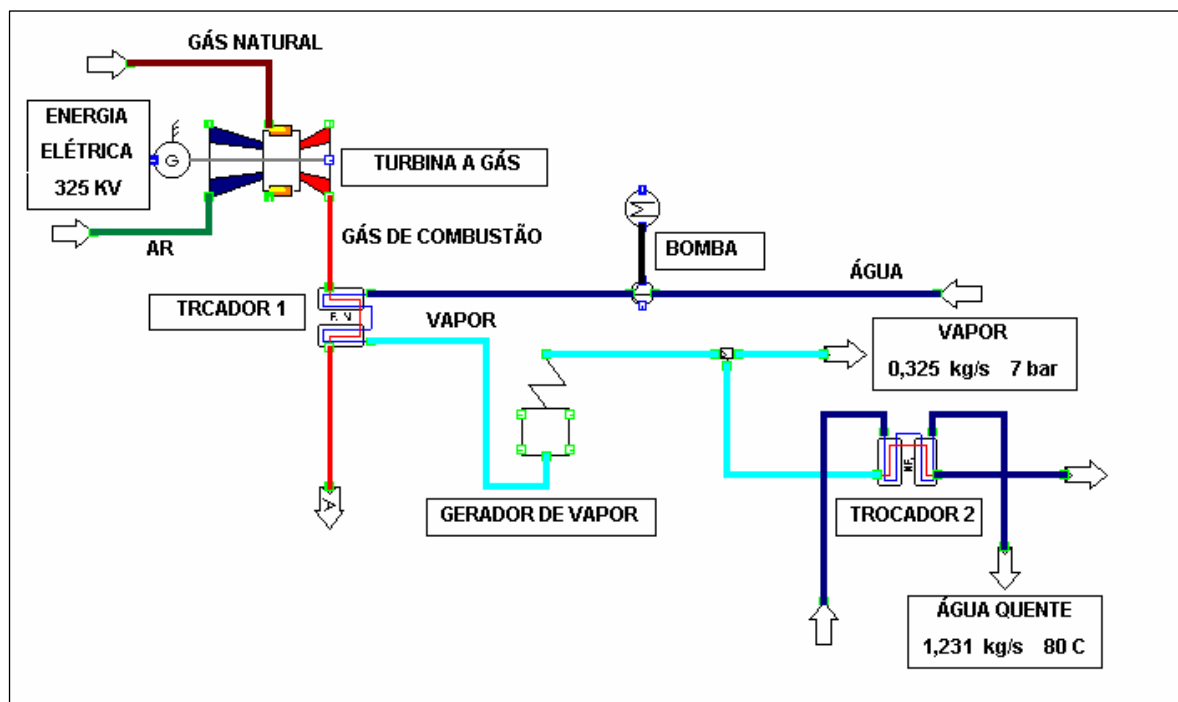 GÁS NATURAL
ENERGIA
ELÉTRICA
325 KV
G
TURBINA A GÁS
AR
GÁS DE COMBUSTÃO
BOMBA
ÁGUA
TRCADOR 1
VAPOR
VAPOR
0,325 kg/s 7 bar
GERADOR DE VAPOR
TROCADOR 2
A
ÁGUA QUENTE
1,231 kg/s 80 C